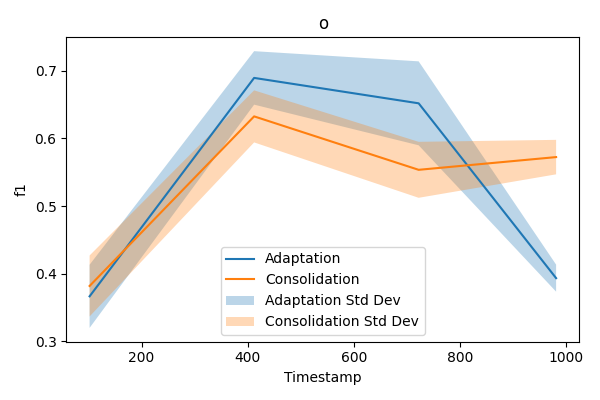 o
f1
0.7
0.6
0.5
0.4
0.3
Adaptation
Consolidation
Adaptation Std Dev
Consolidation Std Dev
200 400 600 800 1000
Timestamp